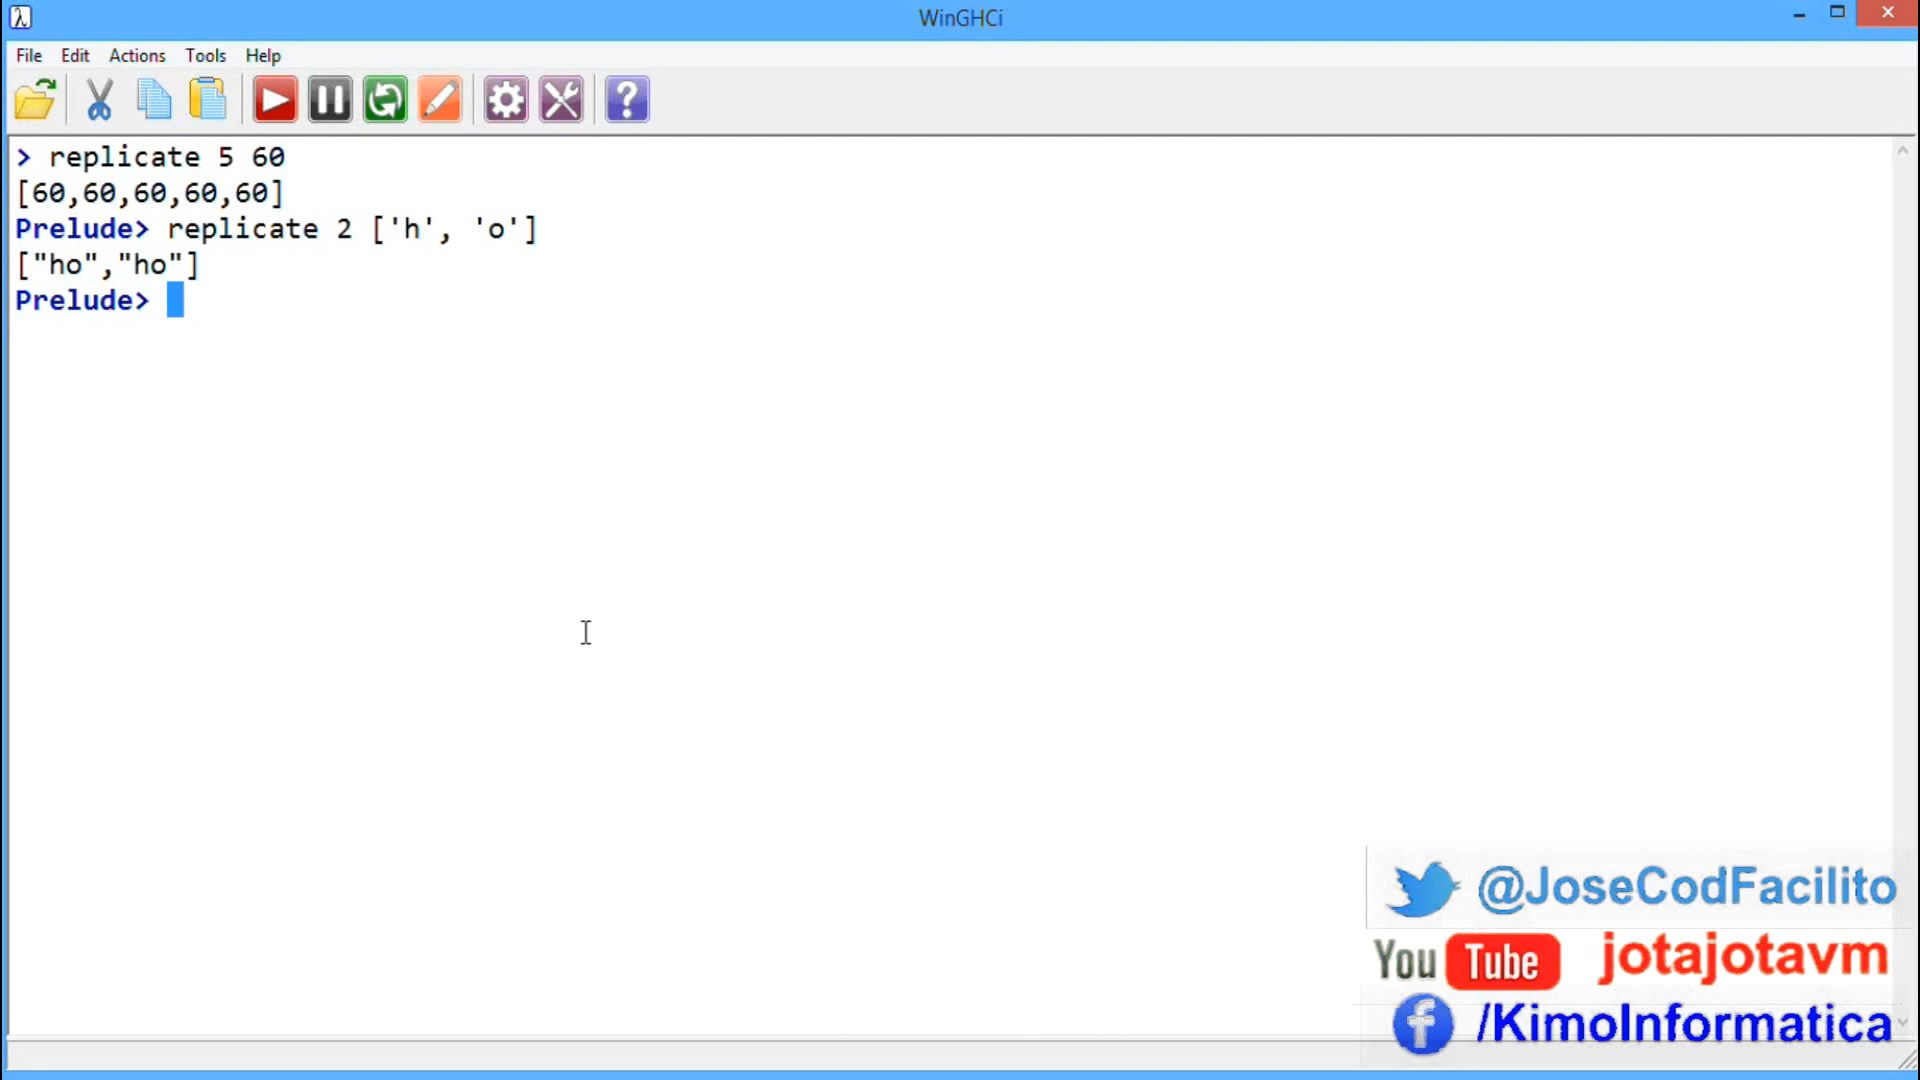 WinGHCi
File Edit Actions Tools Help
> replicate 5 60
[60,60,60,60,60]
Prelude> replicate 2 ['h', 'o']
["ho","ho"]
Prelude>
@JoseCodFacilito
You Tube jotajotavm
f /KimoInformatica